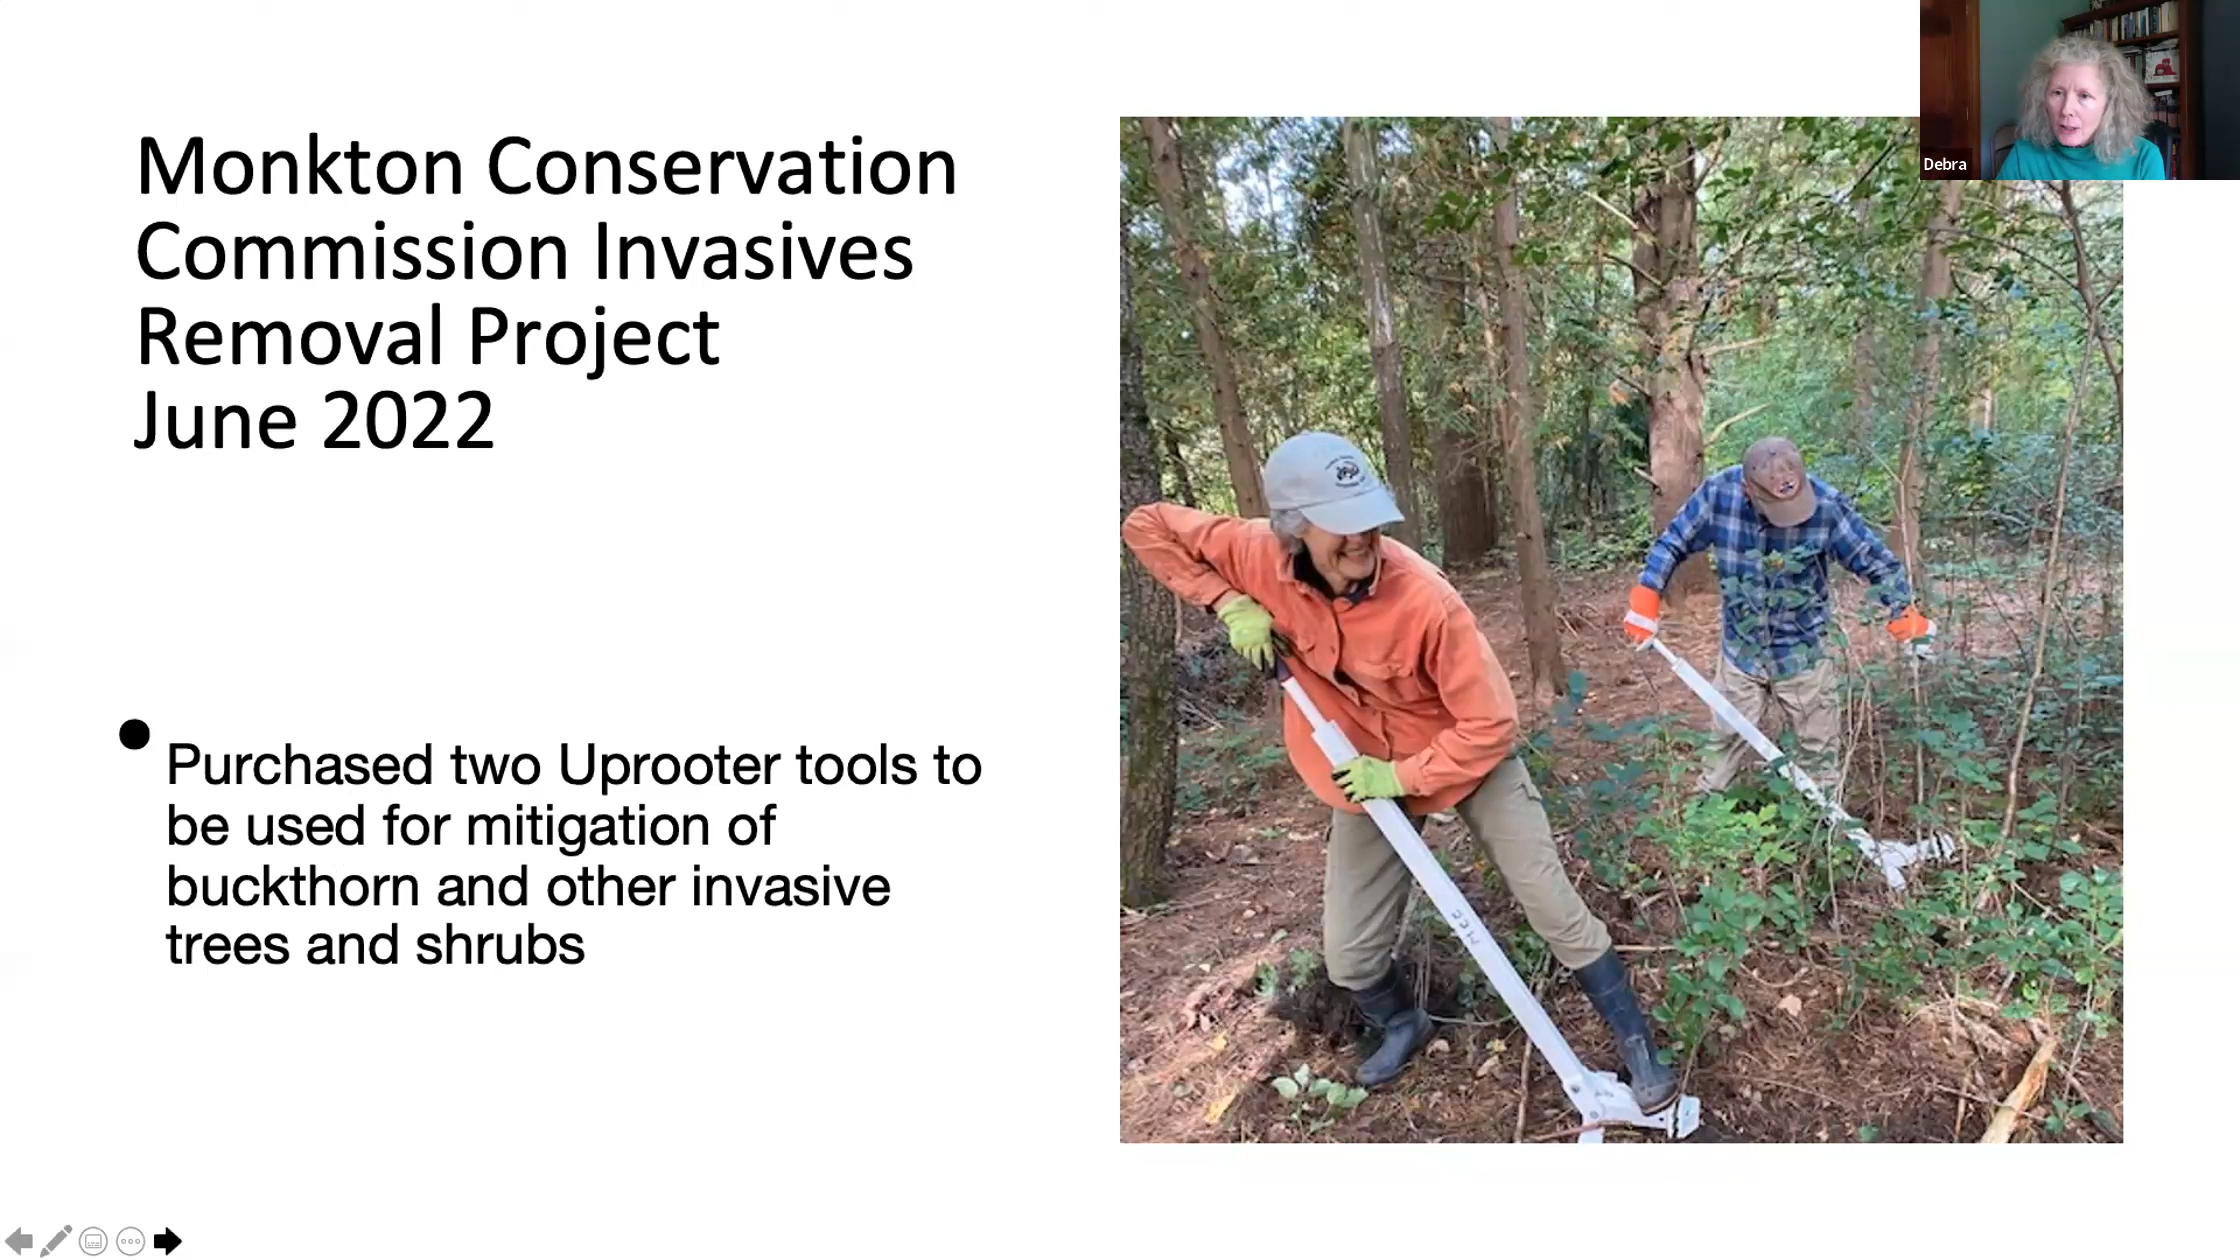 Monkton Conservation
Commission Invasives
Removal Project
June 2022
Debra
• Purchased two Uprooter tools to
be used for mitigation of
buckthorn and other invasive
trees and shrubs
MCC